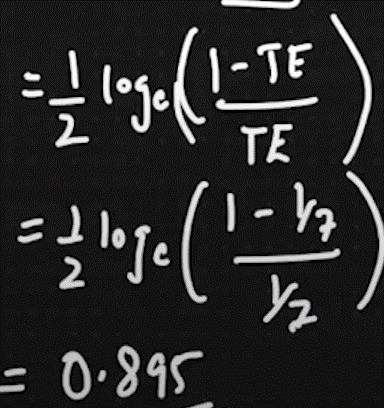 = 1/2 loge((1 - TE)/TE)
= 1/2 loge((1 - 1/7)/(1/7))
= 0.895